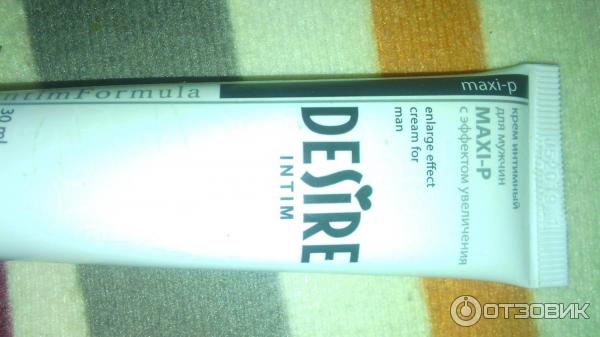 maxi-p
крем интимный
для мужчин
MAXI-P
с эффектом увеличения
DESIRE
INTIM
enlarge effect
cream for
man
intimFormula
30 ml
ОТЗОВИК